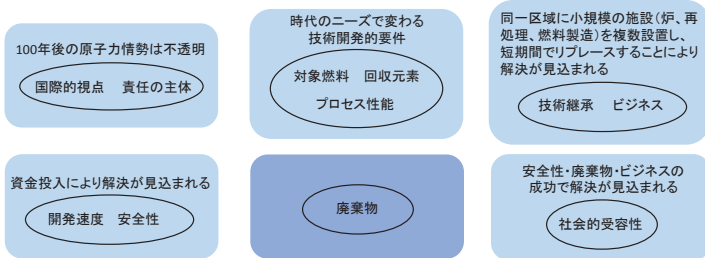 100年後の原子力情勢は不透明
国際的視点　責任の主体
時代のニーズで変わる
技術開発的要件
対象燃料　回収元素
プロセス性能
同一区域に小規模の施設(炉、再
処理、燃料製造)を複数設置し、
短期間でリプレースすることにより
解決が見込まれる
技術継承　ビジネス
資金投入により解決が見込まれる
開発速度　安全性
廃棄物
安全性・廃棄物・ビジネスの
成功で解決が見込まれる
社会的受容性